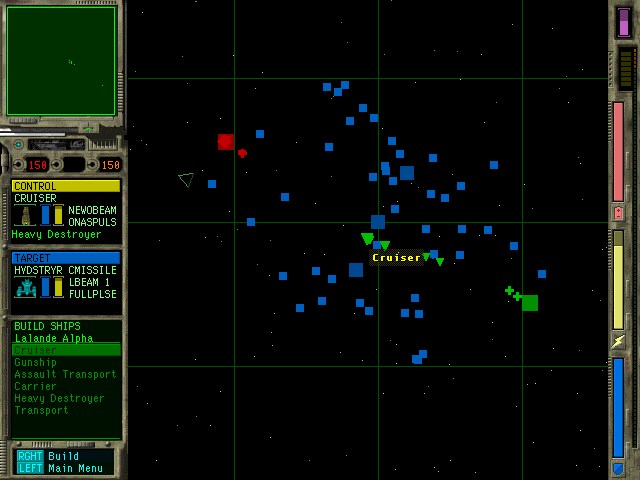 150 150
CONTROL
CRUISER
NEWOBEAM
ONASPULS
Heavy Destroyer
TARGET
HVDSTRYR CMISSILE
LBEAM 1
FULLPLSE
BUILD SHIPS
Lalande Alpha
Cruiser
Gunship
Assault Transport
Carrier
Heavy Destroyer
Transport
RGHT Build
LEFT Main Menu
Cruiser